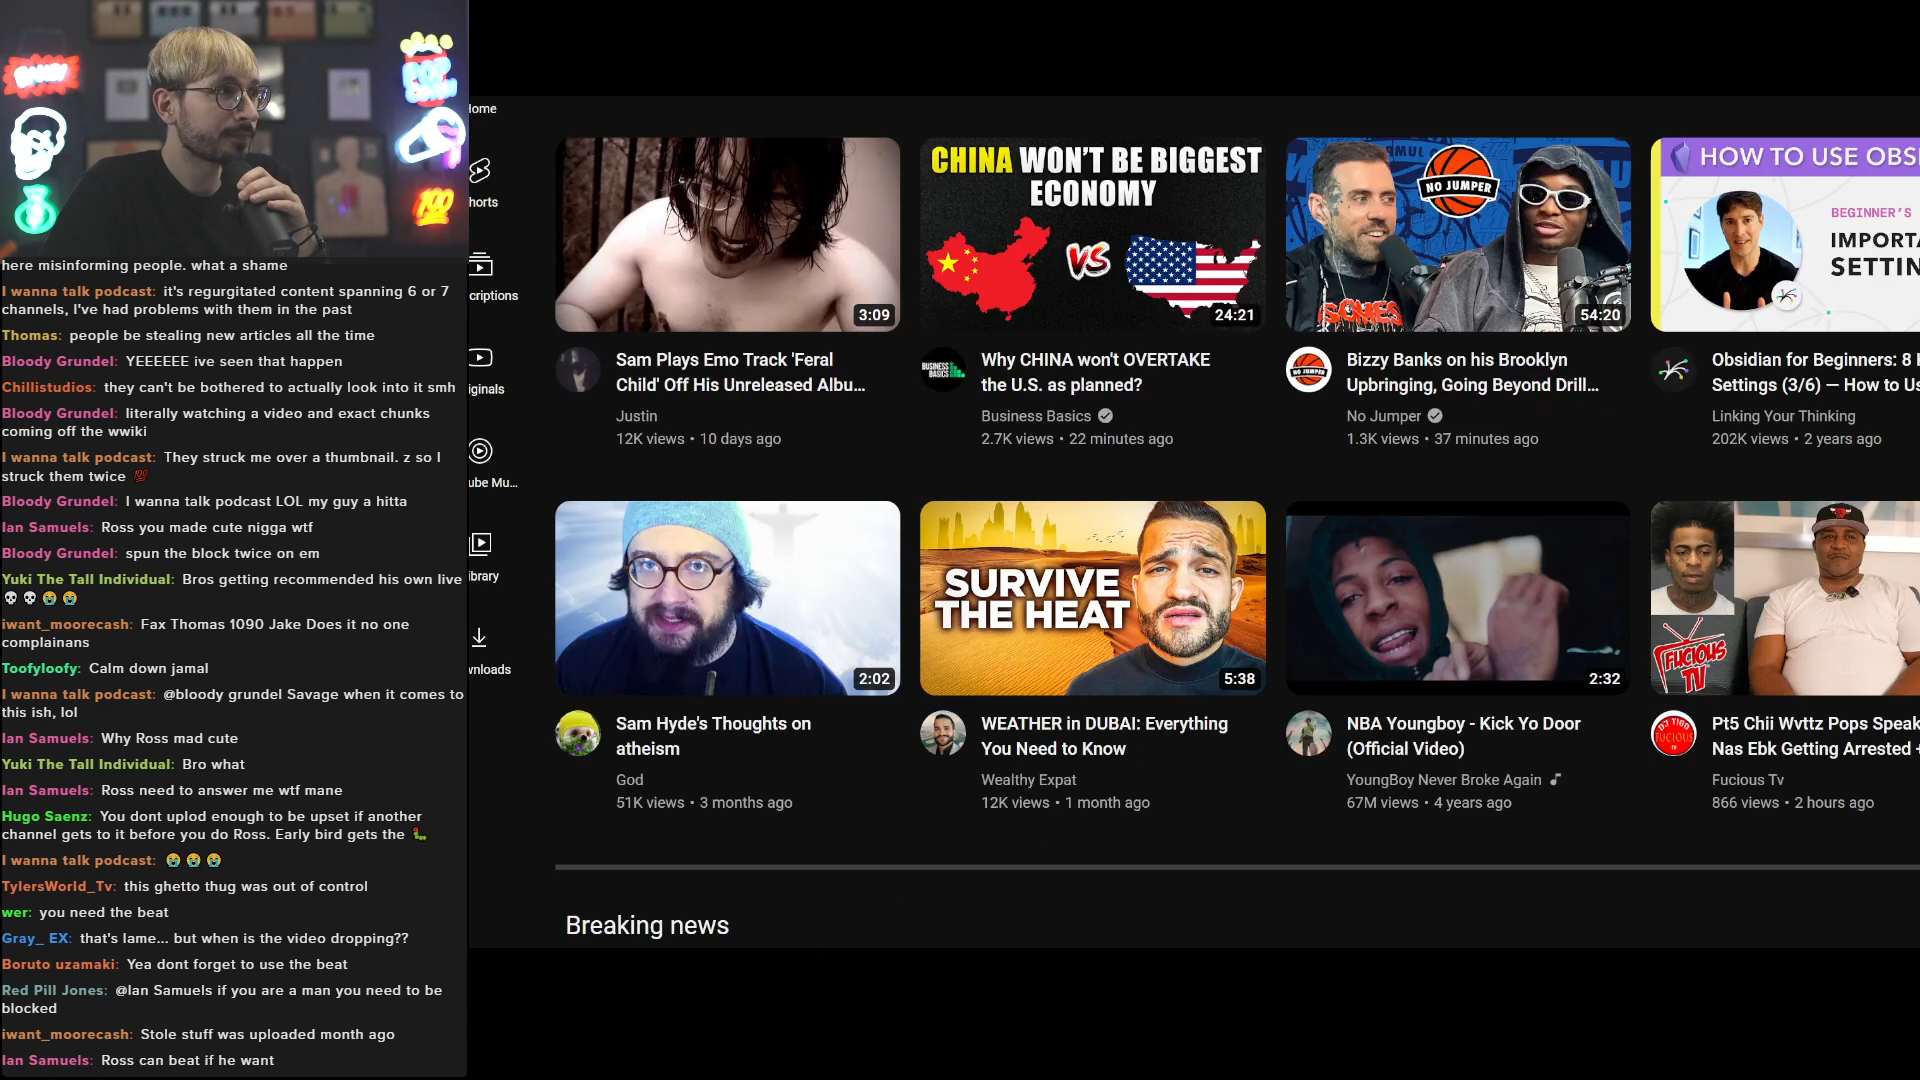 BANG!
POP
DOWN
100
here misinforming people. what a shame
I wanna talk podcast: it's regurgitated content spanning 6 or 7
channels, I've had problems with them in the past
Thomas: people be stealing new articles all the time
Bloody Grundel: YEEEEEE ive seen that happen
Chillistudios: they can't be bothered to actually look into it smh
Bloody Grundel: literally watching a video and exact chunks
coming off the wwiki
I wanna talk podcast: They struck me over a thumbnail. z so I
struck them twice 💯
Bloody Grundel: I wanna talk podcast LOL my guy a hitta
Ian Samuels: Ross you made cute nigga wtf
Bloody Grundel: spun the block twice on em
Yuki The Tall Individual: Bros getting recommended his own live
💀 💀 😭 😭
iwant_moorecash: Fax Thomas 1090 Jake Does it no one
complainans
Toofyloofy: Calm down jamal
I wanna talk podcast: @bloody grundel Savage when it comes to
this ish, lol
Ian Samuels: Why Ross mad cute
Yuki The Tall Individual: Bro what
Ian Samuels: Ross need to answer me wtf mane
Hugo Saenz: You dont uplod enough to be upset if another
channel gets to it before you do Ross. Early bird gets the 🐛
I wanna talk podcast: 😭 😭 😭
TylersWorld_Tv: this ghetto thug was out of control
wer: you need the beat
Gray_ EX: that's lame... but when is the video dropping??
Boruto uzamaki: Yea dont forget to use the beat
Red Pill Jones: @Ian Samuels if you are a man you need to be
blocked
iwant_moorecash: Stole stuff was uploaded month ago
Ian Samuels: Ross can beat if he want
ome
horts
criptions
iginals
ube Mu...
ibrary
wnloads
3:09
Sam Plays Emo Track 'Feral
Child' Off His Unreleased Albu...
Justin
12K views • 10 days ago
CHINA WON'T BE BIGGEST
ECONOMY
VS
24:21
BUSINESS
BASICS
Why CHINA won't OVERTAKE
the U.S. as planned?
Business Basics
2.7K views • 22 minutes ago
NO JUMPER
54:20
NO JUMPER
Bizzy Banks on his Brooklyn
Upbringing, Going Beyond Drill...
No Jumper
1.3K views • 37 minutes ago
HOW TO USE OBS
BEGINNER'S
IMPORTA
SETTIN
Obsidian for Beginners: 8
Settings (3/6) — How to Us
Linking Your Thinking
202K views • 2 years ago
2:02
Sam Hyde's Thoughts on
atheism
God
51K views • 3 months ago
SURVIVE
THE HEAT
5:38
WEATHER in DUBAI: Everything
You Need to Know
Wealthy Expat
12K views • 1 month ago
2:32
NBA Youngboy - Kick Yo Door
(Official Video)
YoungBoy Never Broke Again
67M views • 4 years ago
FUCIOUS
TV
Pt5 Chii Wvttz Pops Speak
Nas Ebk Getting Arrested +
Fucious Tv
866 views • 2 hours ago
Breaking news